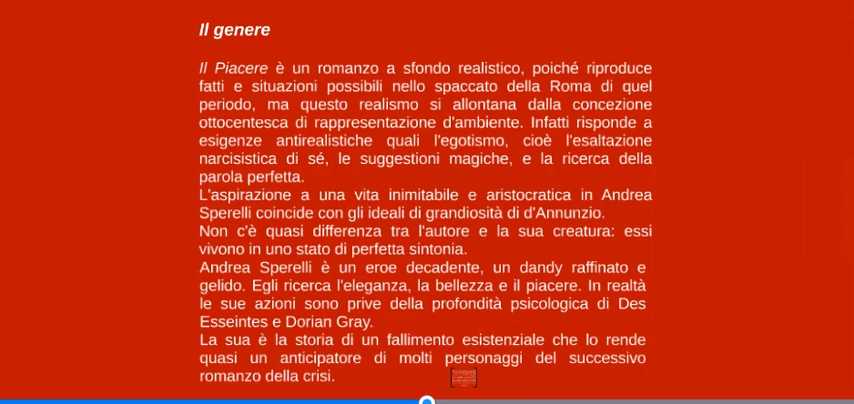 Il genere
Il Piacere è un romanzo a sfondo realistico, poiché riproduce
fatti e situazioni possibili nello spaccato della Roma di quel
periodo, ma questo realismo si allontana dalla concezione
ottocentesca di rappresentazione d'ambiente. Infatti risponde a
esigenze antirealistiche quali l'egotismo, cioè l'esaltazione
narcisistica di sé, le suggestioni magiche, e la ricerca della
parola perfetta.
L'aspirazione a una vita inimitabile e aristocratica in Andrea
Sperelli coincide con gli ideali di grandiosità di d'Annunzio.
Non c'è quasi differenza tra l'autore e la sua creatura: essi
vivono in uno stato di perfetta sintonia.
Andrea Sperelli è un eroe decadente, un dandy raffinato e
gelido. Egli ricerca l'eleganza, la bellezza e il piacere. In realtà
le sue azioni sono prive della profondità psicologica di Des
Esseintes e Dorian Gray.
La sua è la storia di un fallimento esistenziale che lo rende
quasi un anticipatore di molti personaggi del successivo
romanzo della crisi.